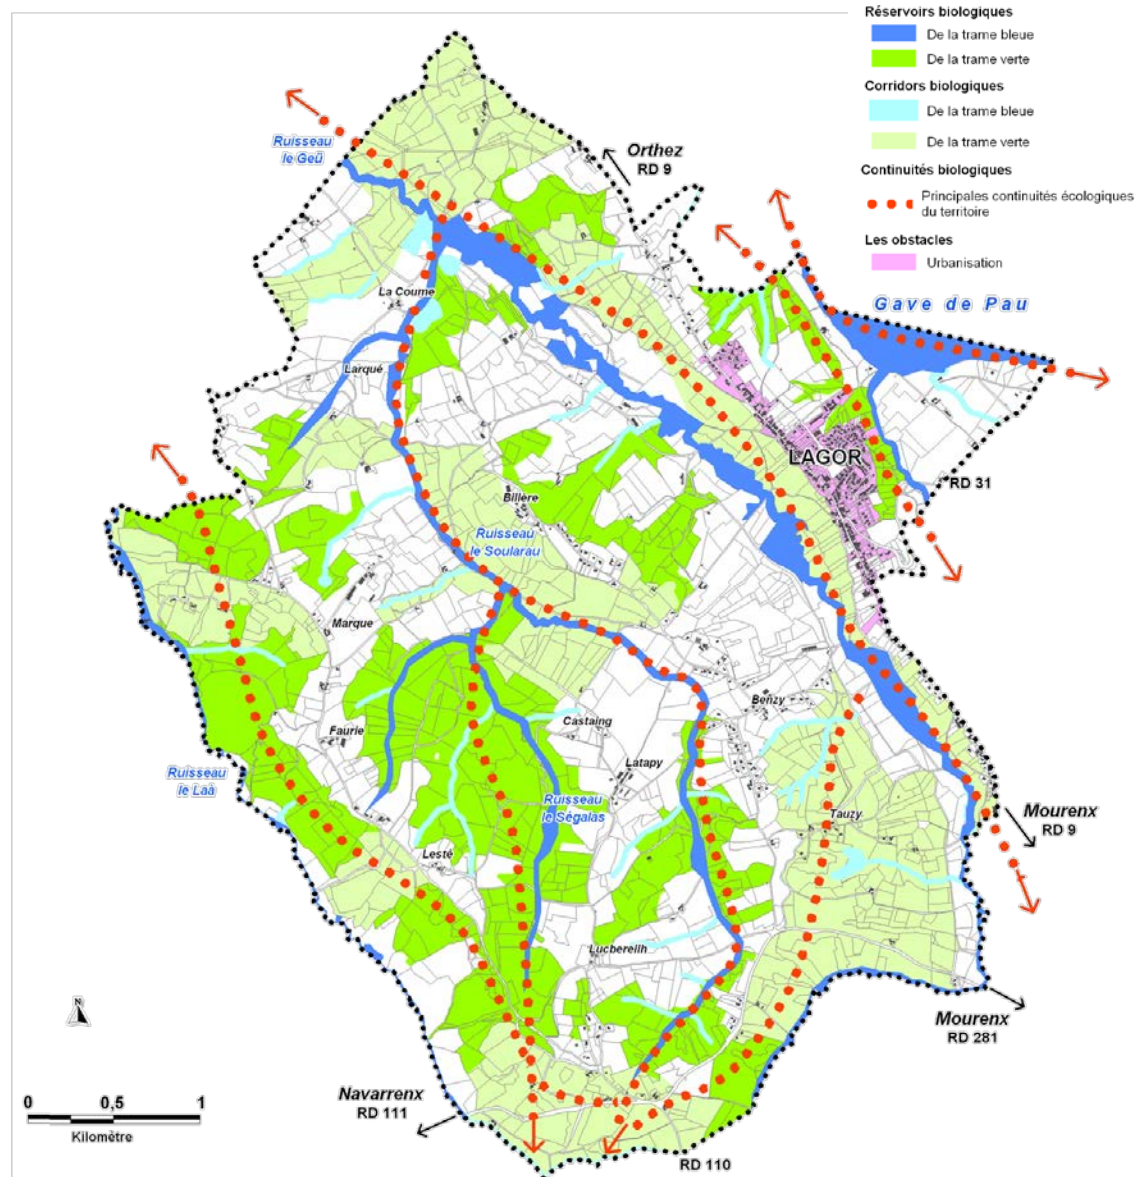 Réservoirs biologiques
De la trame bleue
De la trame verte
Corridors biologiques
De la trame bleue
De la trame verte
Continuités biologiques
Principales continuités écologiques
du territoire
Les obstacles
Urbanisation
Ruisseau
le Geü
Orthez
RD 9
Gave de Pau
La Coume
Larqué
LAGOR
RD 31
Billère
Ruisseau
le Soularau
Marque
Faurie
Castaing
Benzy
Latapy
Ruisseau
le Laà
Ruisseau
le Ségalas
Tauzy
Mourenx
RD 9
Lesté
Lucbereilh
N
Mourenx
RD 281
Navarrenx
RD 111
0 0,5 1
Kilomètre
RD 110